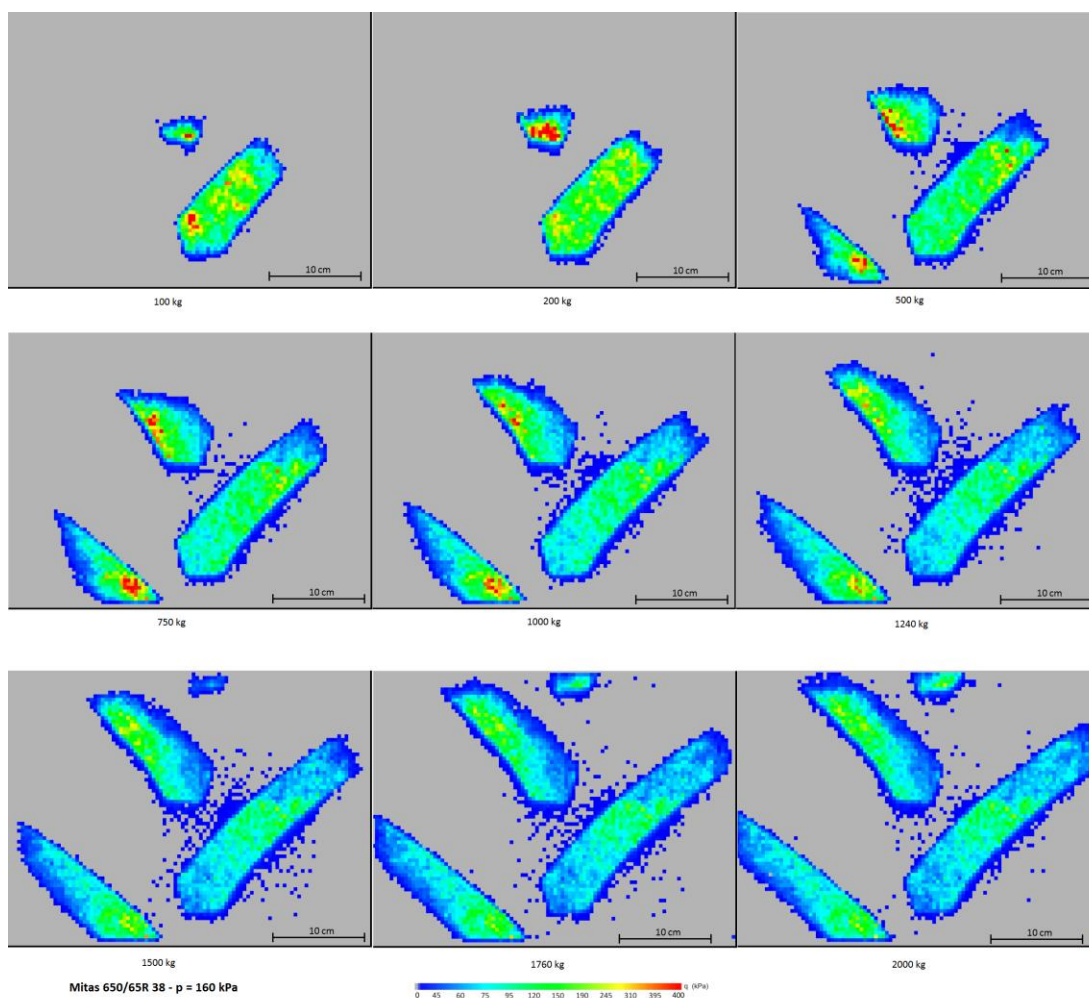 10 cm
10 cm
10 cm
100 kg
200 kg
500 kg
10 cm
10 cm
10 cm
750 kg
1000 kg
1240 kg
10 cm
10 cm
10 cm
1500 kg
1760 kg
2000 kg
Mitas 650/65R 38 - p = 160 kPa
q (kPa)
0 45 60 75 95 120 150 190 245 310 395 400